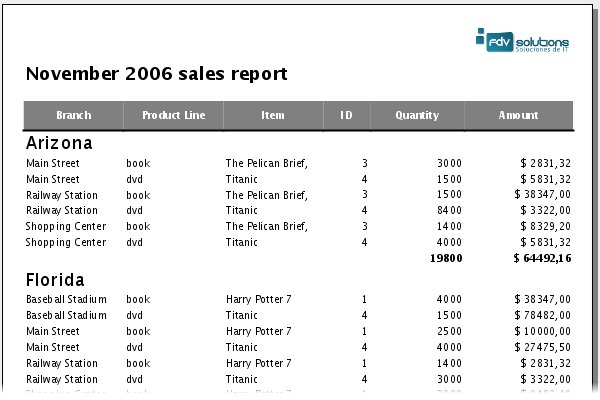 fdv solutions
Soluciones de IT
November 2006 sales report
Branch Product Line Item ID Quantity Amount
Arizona
Main Street book The Pelican Brief, 3 3000 $ 2831,32
Main Street dvd Titanic 4 1500 $ 5831,32
Railway Station book The Pelican Brief, 3 1500 $ 38347,00
Railway Station dvd Titanic 4 8400 $ 3322,00
Shopping Center book The Pelican Brief, 3 1400 $ 8329,20
Shopping Center dvd Titanic 4 4000 $ 5831,32
19800 $ 64492,16
Florida
Baseball Stadium book Harry Potter 7 1 4000 $ 38347,00
Baseball Stadium dvd Titanic 4 1500 $ 78482,00
Main Street book Harry Potter 7 1 2500 $ 10000,00
Main Street dvd Titanic 4 4000 $ 27475,50
Railway Station book Harry Potter 7 1 1400 $ 2831,32
Railway Station dvd Titanic 4 3000 $ 3322,00